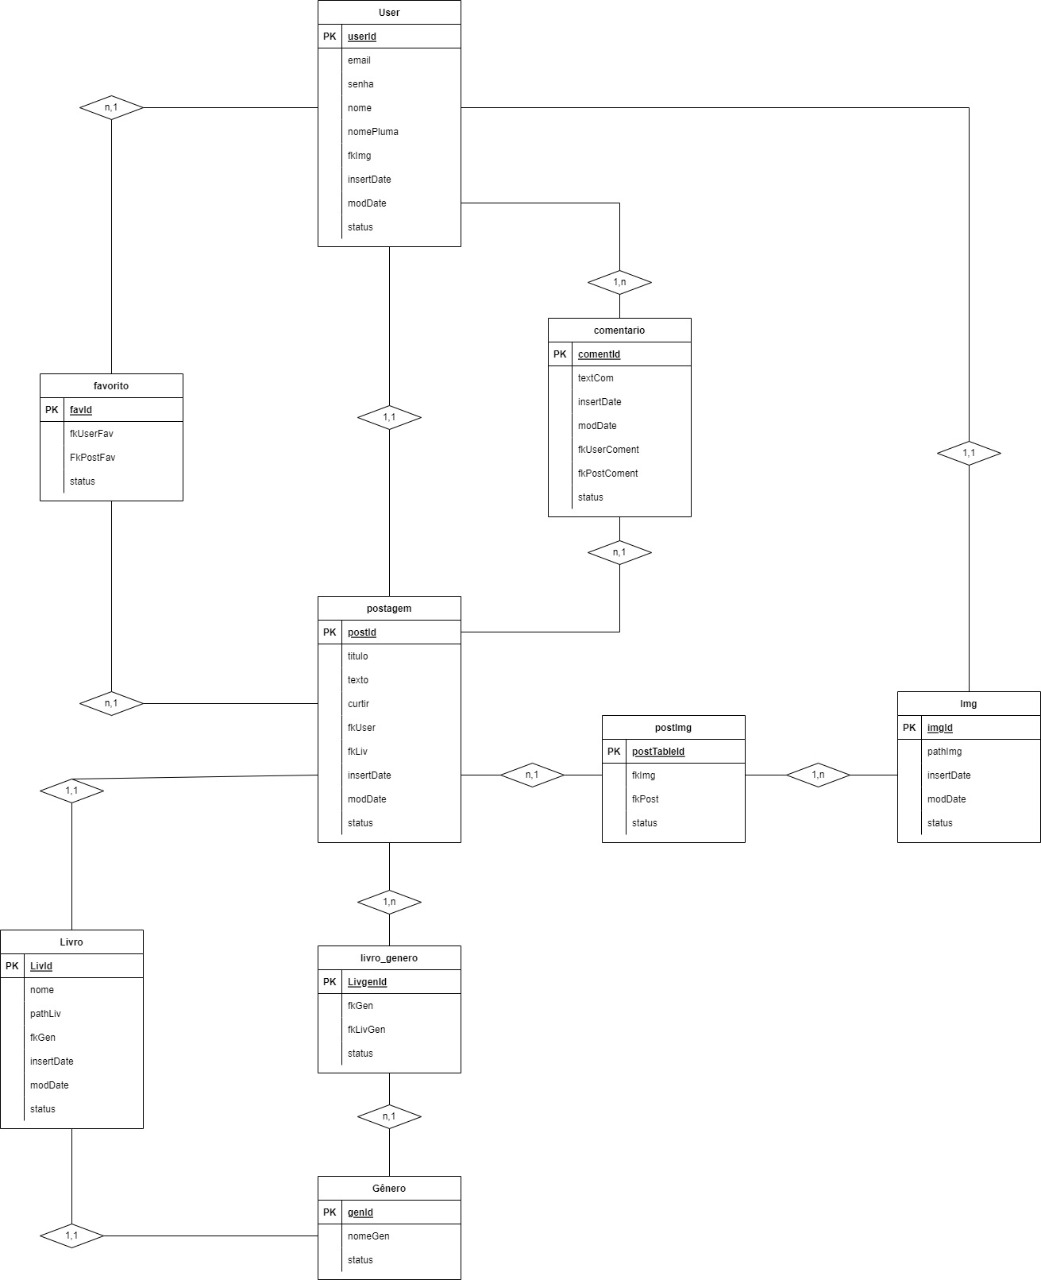 User
PK userId
email
senha
nome
nomePluma
fkImg
insertDate
modDate
status
n,1
1,n
comentario
PK comentId
textCom
insertDate
modDate
fkUserComent
fkPostComent
status
favorito
PK favId
fkUserFav
FkPostFav
status
1,1
1,1
n,1
postagem
PK postId
titulo
texto
curtir
fkUser
fkLiv
insertDate
modDate
status
n,1
postImg
PK postTableId
fkImg
fkPost
status
Img
PK imgId
pathImg
insertDate
modDate
status
n,1
1,n
1,1
1,n
Livro
PK LivId
nome
pathLiv
fkGen
insertDate
modDate
status
livro_genero
PK LivgenId
fkGen
fkLivGen
status
n,1
Gênero
PK genId
nomeGen
status
1,1